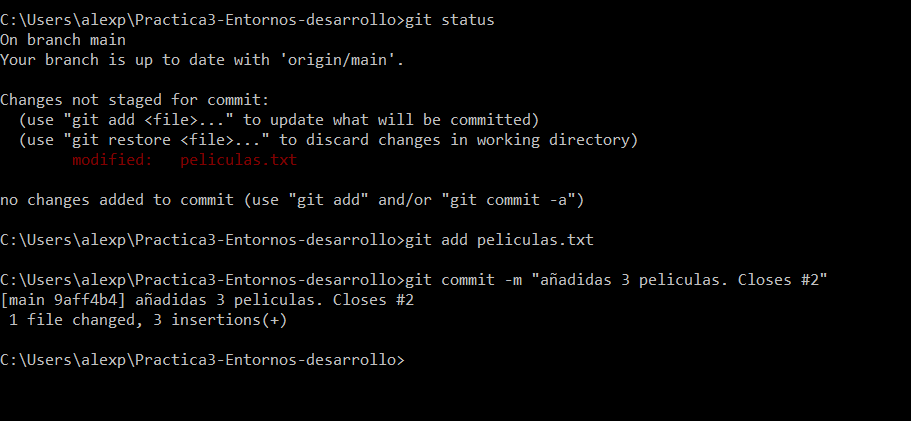 C:\Users\alexp\Practica3-Entornos-desarrollo>git status
On branch main
Your branch is up to date with 'origin/main'.
Changes not staged for commit:
  (use "git add <file>..." to update what will be committed)
  (use "git restore <file>..." to discard changes in working directory)
        modified:   peliculas.txt
no changes added to commit (use "git add" and/or "git commit -a")
C:\Users\alexp\Practica3-Entornos-desarrollo>git add peliculas.txt
C:\Users\alexp\Practica3-Entornos-desarrollo>git commit -m "añadidas 3 peliculas. Closes #2"
[main 9aff4b4] añadidas 3 peliculas. Closes #2
 1 file changed, 3 insertions(+)
C:\Users\alexp\Practica3-Entornos-desarrollo>